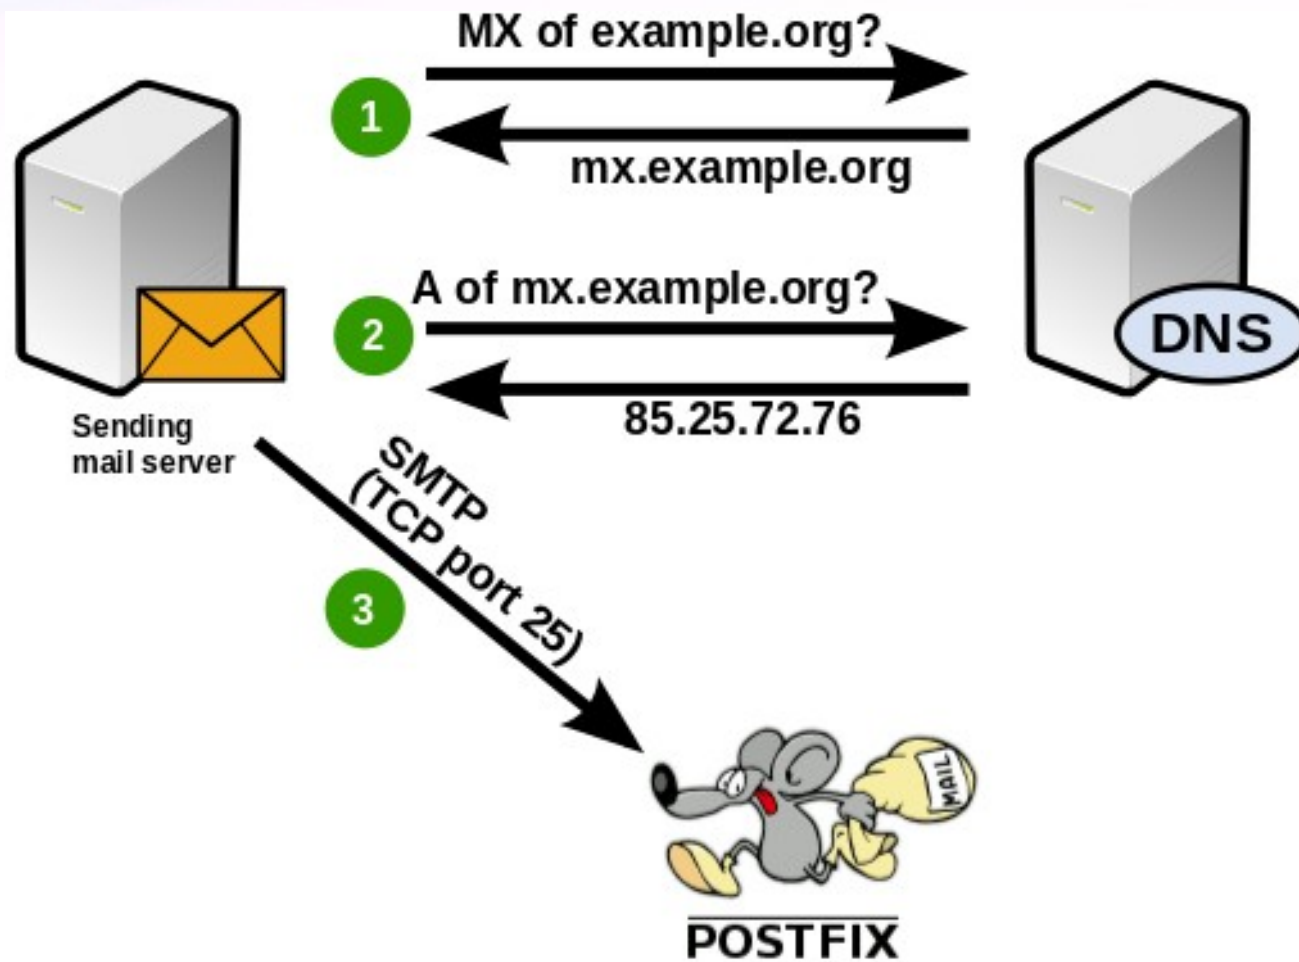 MX of example.org?
1
mx.example.org
A of mx.example.org?
2
DNS
85.25.72.76
Sending
mail server
SMTP
(TCP port 25)
3
MAIL
POSTFIX